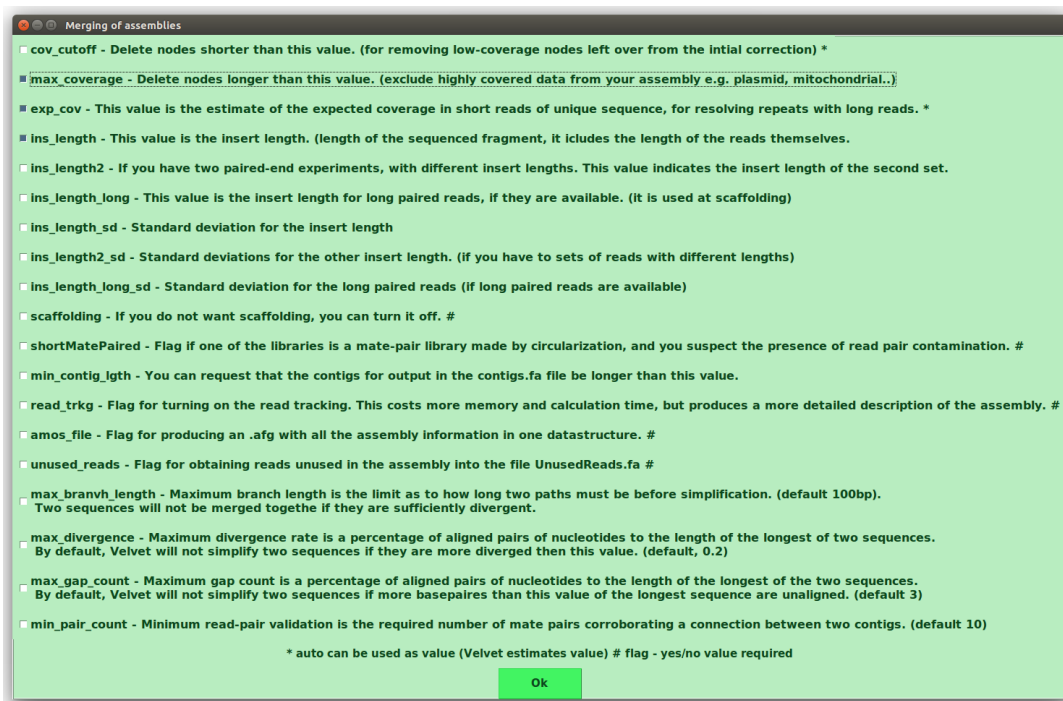 Merging of assemblies
cov_cutoff - Delete nodes shorter than this value. (for removing low-coverage nodes left over from the intial correction) *
max_coverage - Delete nodes longer than this value. (exclude highly covered data from your assembly e.g. plasmid, mitochondrial..)
exp_cov - This value is the estimate of the expected coverage in short reads of unique sequence, for resolving repeats with long reads. *
ins_length - This value is the insert length. (length of the sequenced fragment, it icludes the length of the reads themselves.
ins_length2 - If you have two paired-end experiments, with different insert lengths. This value indicates the insert length of the second set.
ins_length_long - This value is the insert length for long paired reads, if they are available. (it is used at scaffolding)
ins_length_sd - Standard deviation for the insert length
ins_length2_sd - Standard deviations for the other insert length. (if you have to sets of reads with different lengths)
ins_length_long_sd - Standard deviation for the long paired reads (if long paired reads are available)
scaffolding - If you do not want scaffolding, you can turn it off. #
shortMatePaired - Flag if one of the libraries is a mate-pair library made by circularization, and you suspect the presence of read pair contamination. #
min_contig_lgth - You can request that the contigs for output in the contigs.fa file be longer than this value.
read_trkg - Flag for turning on the read tracking. This costs more memory and calculation time, but produces a more detailed description of the assembly. #
amos_file - Flag for producing an .afg with all the assembly information in one datastructure. #
unused_reads - Flag for obtaining reads unused in the assembly into the file UnusedReads.fa #
max_branvh_length - Maximum branch length is the limit as to how long two paths must be before simplification. (default 100bp).
Two sequences will not be merged togethe if they are sufficiently divergent.
max_divergence - Maximum divergence rate is a percentage of aligned pairs of nucleotides to the length of the longest of two sequences.
By default, Velvet will not simplify two sequences if they are more diverged then this value. (default, 0.2)
max_gap_count - Maximum gap count is a percentage of aligned pairs of nucleotides to the length of the longest of the two sequences.
By default, Velvet will not simplify two sequences if more basepaires than this value of the longest sequence are unaligned. (default 3)
min_pair_count - Minimum read-pair validation is the required number of mate pairs corroborating a connection between two contigs. (default 10)
* auto can be used as value (Velvet estimates value) # flag - yes/no value required
Ok